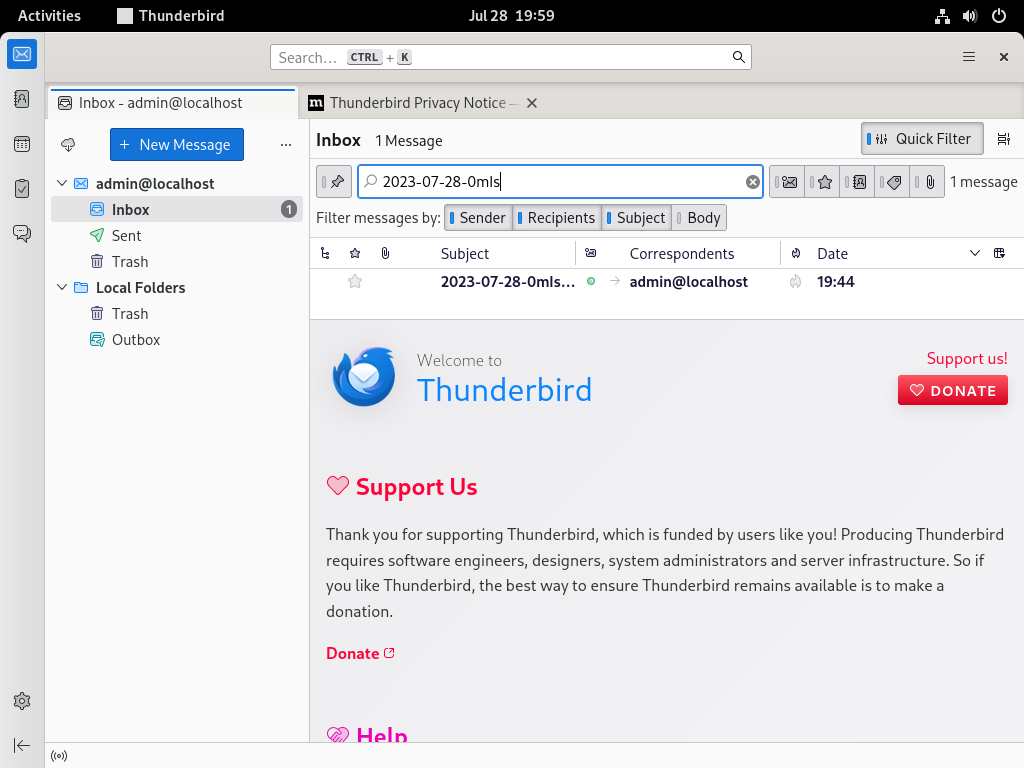 Activities
Thunderbird
Jul 28 19:59
Search… CTRL + K
Inbox - admin@localhost
Thunderbird Privacy Notice —
New Message
admin@localhost
Inbox 1
Sent
Trash
Local Folders
Trash
Outbox
Inbox 1 Message
Quick Filter
2023-07-28-0mls
1 message
Filter messages by: Sender Recipients Subject Body
Subject Correspondents Date
2023-07-28-0mls… admin@localhost 19:44
Welcome to
Thunderbird
Support us!
DONATE
Support Us
Thank you for supporting Thunderbird, which is funded by users like you! Producing Thunderbird
requires software engineers, designers, system administrators and server infrastructure. So if
you like Thunderbird, the best way to ensure Thunderbird remains available is to make a
donation.
Donate
Help